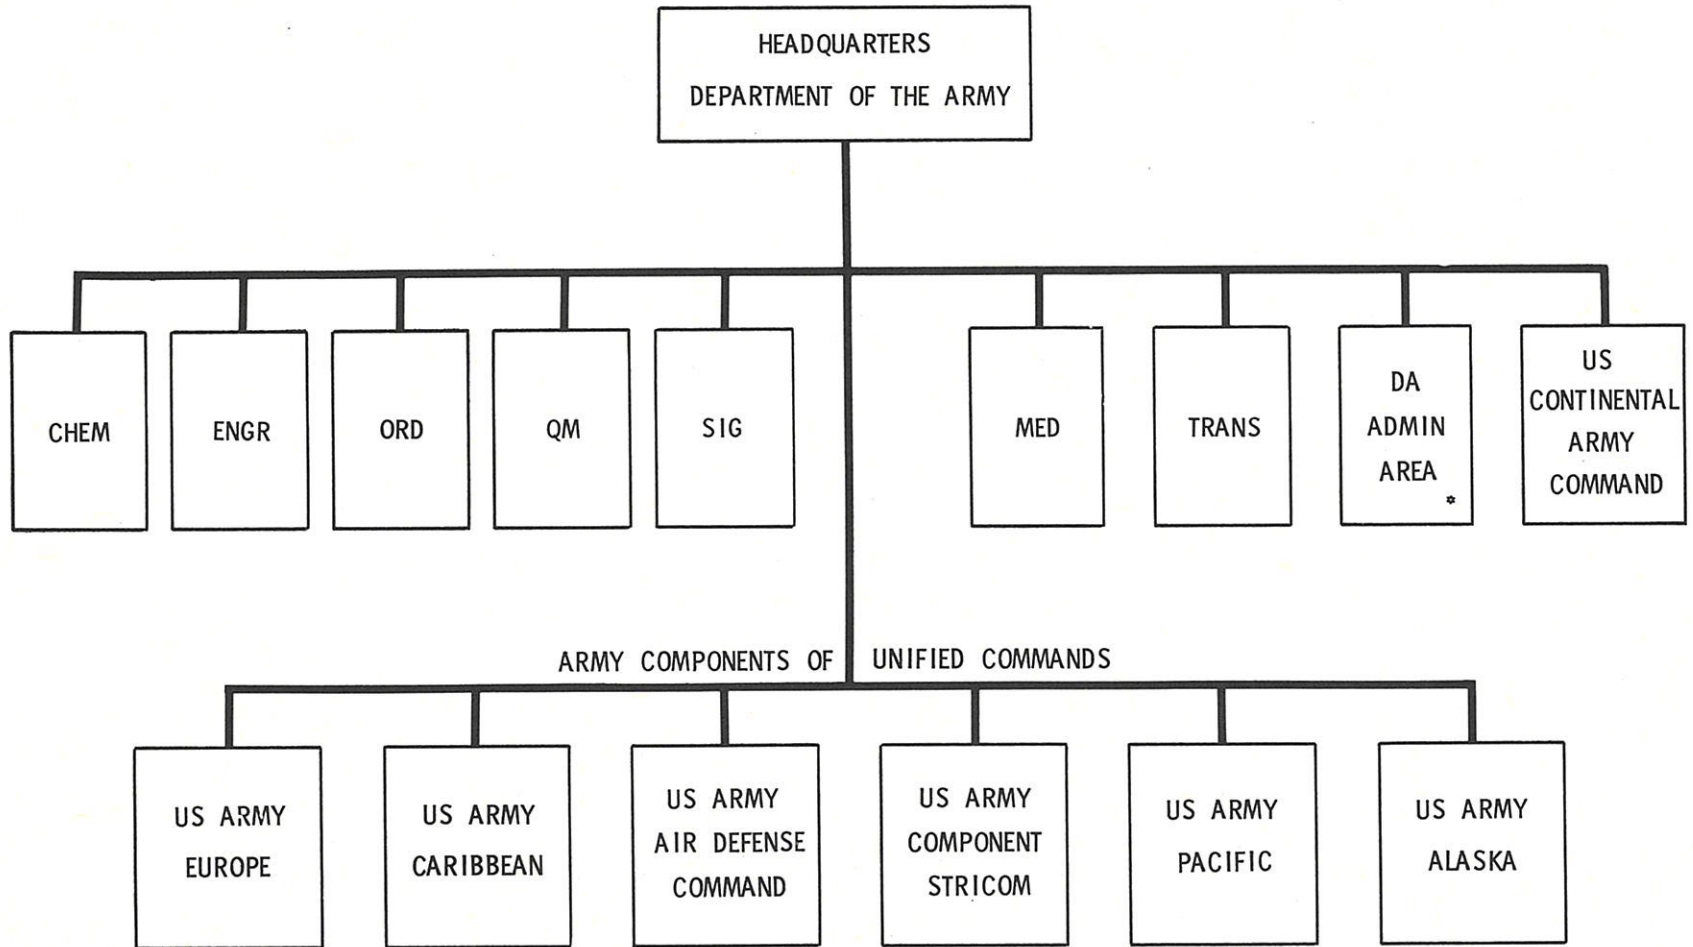 HEADQUARTERS
DEPARTMENT OF THE ARMY
CHEM
ENGR
ORD
QM
SIG
MED
TRANS
DA
ADMIN
AREA
*
US
CONTINENTAL
ARMY
COMMAND
ARMY COMPONENTS OF UNIFIED COMMANDS
US ARMY
EUROPE
US ARMY
CARIBBEAN
US ARMY
AIR DEFENSE
COMMAND
US ARMY
COMPONENT
STRICOM
US ARMY
PACIFIC
US ARMY
ALASKA